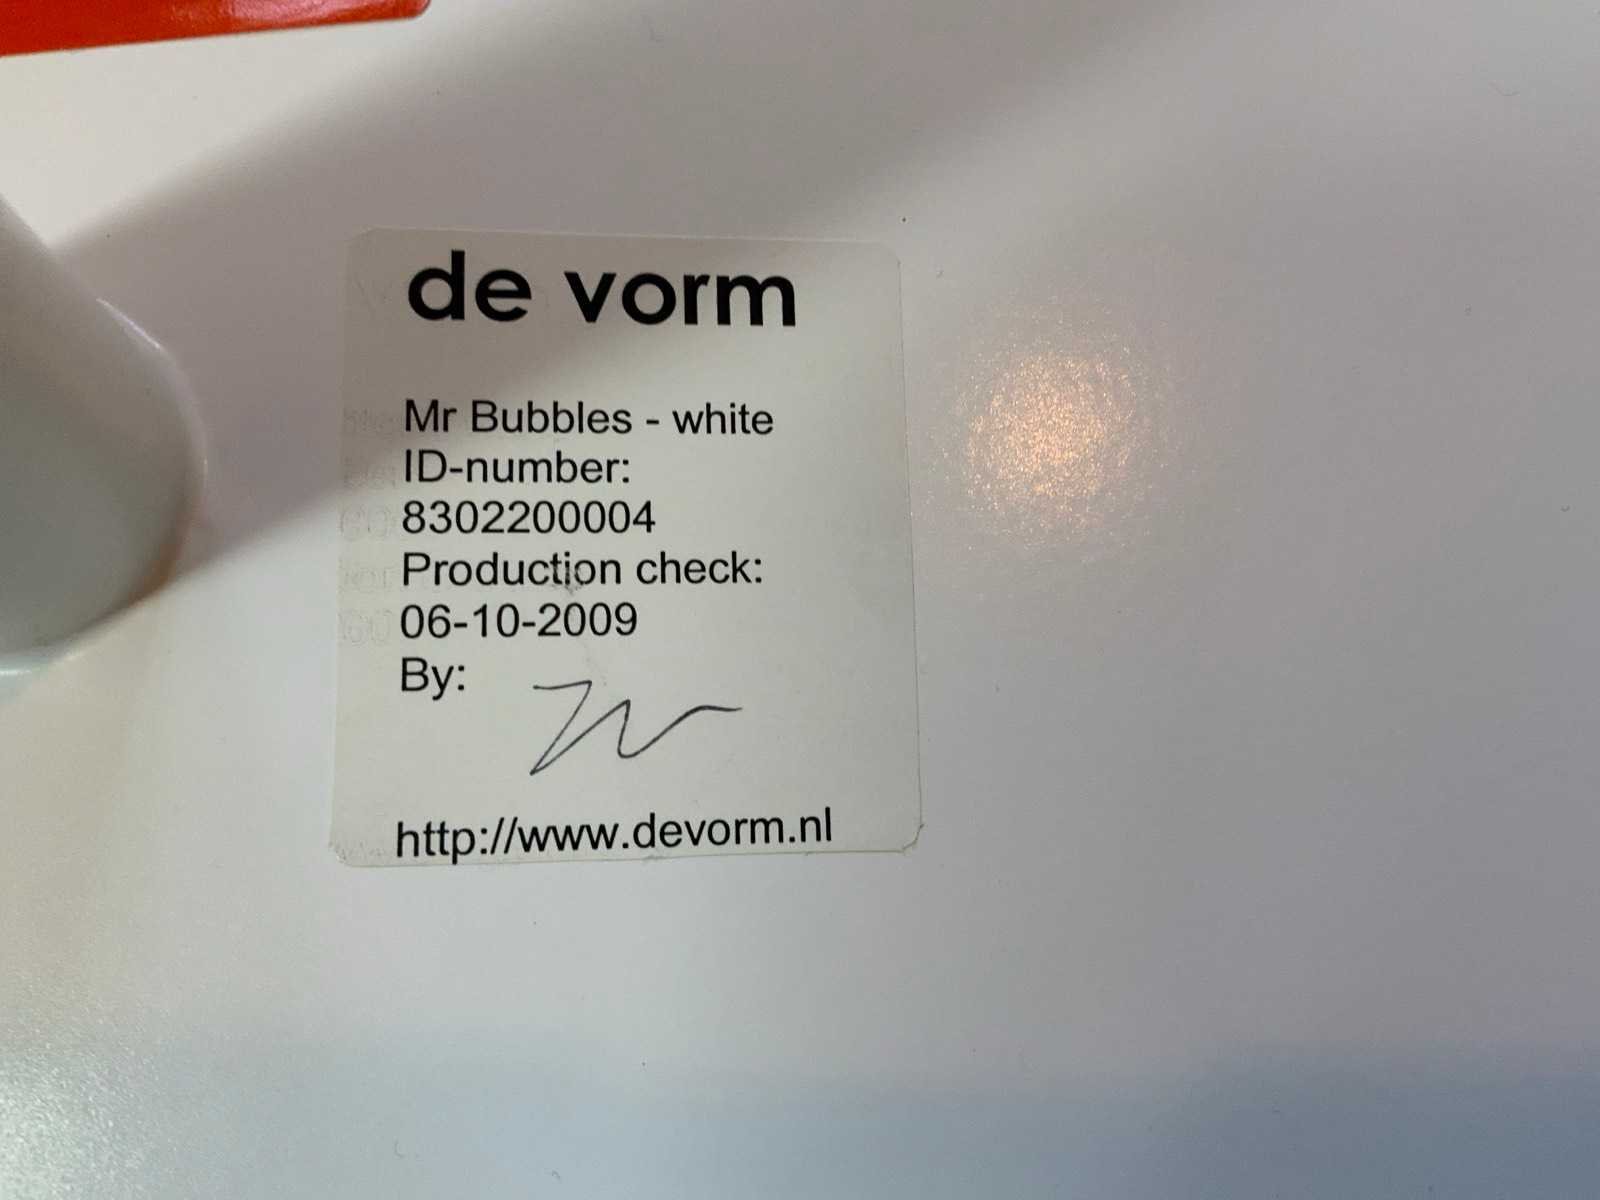 de vorm
Mr Bubbles - white
ID-number:
8302200004
Production check:
06-10-2009
By:
http://www.devorm.nl